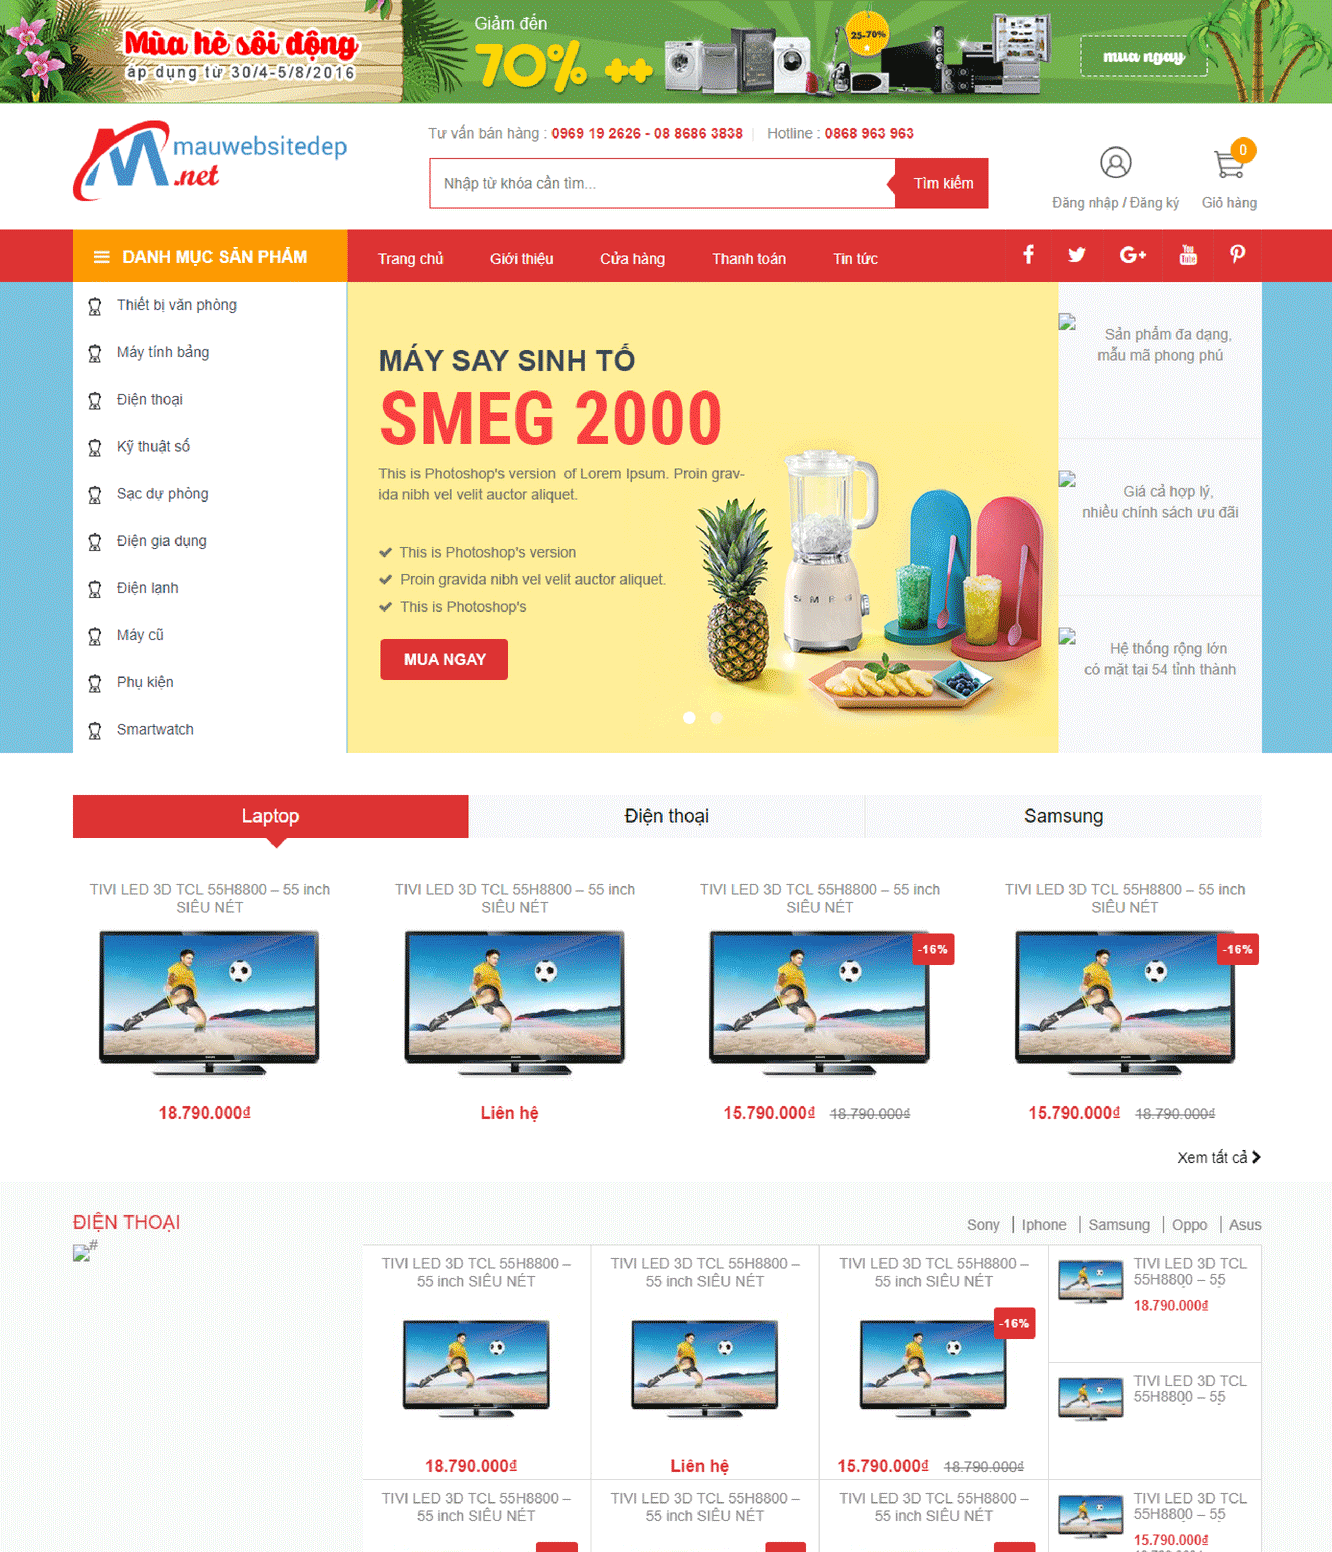 Mùa hè sôi động
áp dụng từ 30/4-5/8/2016
Giảm đến
70% ++
25-70%
mua ngay
mauwebsitedep
.net
Tư vấn bán hàng : 0969 19 2626 - 08 8686 3838 | Hotline : 0868 963 963
Nhập từ khóa cần tìm...
Tìm kiếm
Đăng nhập / Đăng ký
0
Giỏ hàng
DANH MỤC SẢN PHẨM
Trang chủ
Giới thiệu
Cửa hàng
Thanh toán
Tin tức
Thiết bị văn phòng
Máy tính bảng
Điện thoại
Kỹ thuật số
Sạc dự phòng
Điện gia dụng
Điện lạnh
Máy cũ
Phụ kiện
Smartwatch
MÁY SAY SINH TỐ
SMEG 2000
This is Photoshop's version of Lorem Ipsum. Proin grav-
ida nibh vel velit auctor aliquet.
This is Photoshop's version
Proin gravida nibh vel velit auctor aliquet.
This is Photoshop's
MUA NGAY
Sản phẩm đa dạng,
mẫu mã phong phú
Giá cả hợp lý,
nhiều chính sách ưu đãi
Hệ thống rộng lớn
có mặt tại 54 tỉnh thành
Laptop
Điện thoại
Samsung
TIVI LED 3D TCL 55H8800 – 55 inch
SIÊU NÉT
18.790.000₫
TIVI LED 3D TCL 55H8800 – 55 inch
SIÊU NÉT
Liên hệ
TIVI LED 3D TCL 55H8800 – 55 inch
SIÊU NÉT
-16%
15.790.000₫ 18.790.000₫
TIVI LED 3D TCL 55H8800 – 55 inch
SIÊU NÉT
-16%
15.790.000₫ 18.790.000₫
Xem tất cả
ĐIỆN THOẠI
Sony | Iphone | Samsung | Oppo | Asus
#
TIVI LED 3D TCL 55H8800 –
55 inch SIÊU NÉT
18.790.000₫
TIVI LED 3D TCL 55H8800 –
55 inch SIÊU NÉT
Liên hệ
TIVI LED 3D TCL 55H8800 –
55 inch SIÊU NÉT
-16%
15.790.000₫ 18.790.000₫
TIVI LED 3D TCL
55H8800 – 55
18.790.000₫
TIVI LED 3D TCL
55H8800 – 55
TIVI LED 3D TCL 55H8800 –
55 inch SIÊU NÉT
TIVI LED 3D TCL 55H8800 –
55 inch SIÊU NÉT
TIVI LED 3D TCL 55H8800 –
55 inch SIÊU NÉT
TIVI LED 3D TCL
55H8800 – 55
15.790.000₫